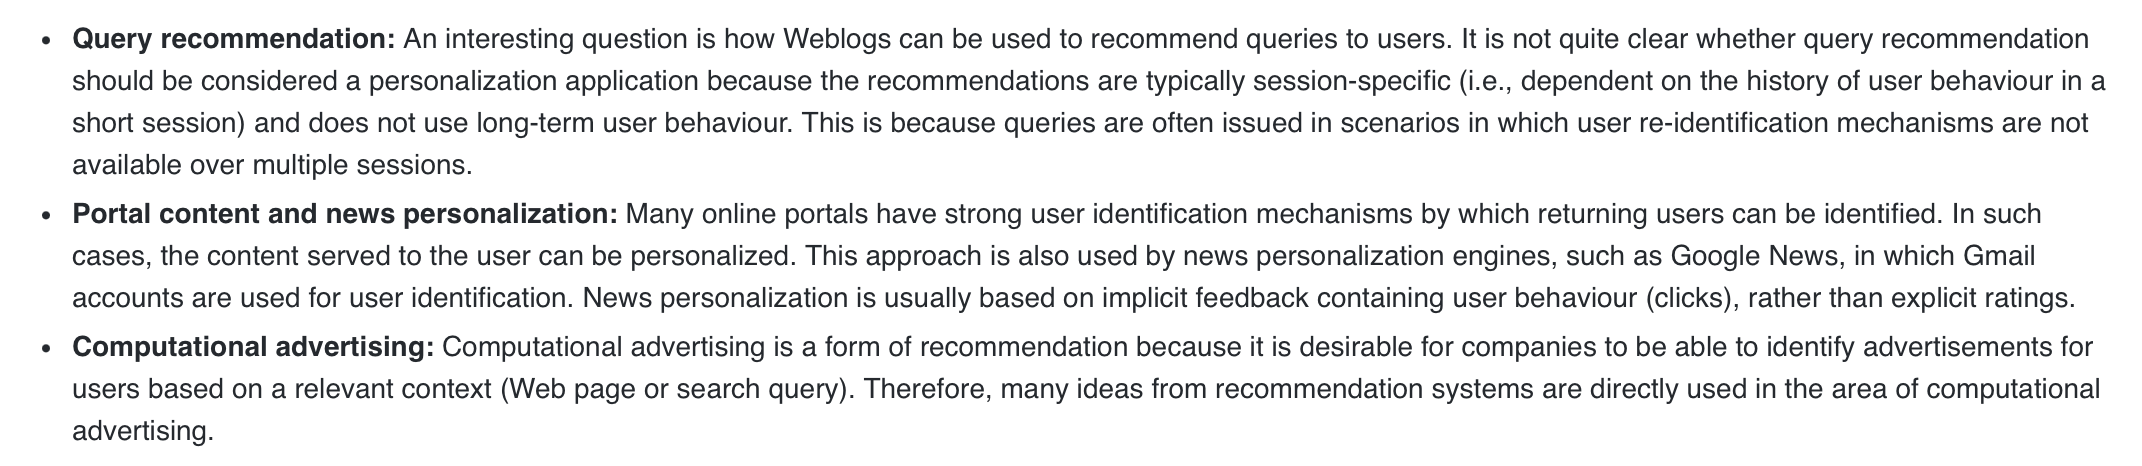 • Query recommendation: An interesting question is how Weblogs can be used to recommend queries to users. It is not quite clear whether query recommendation
should be considered a personalization application because the recommendations are typically session-specific (i.e., dependent on the history of user behaviour in a
short session) and does not use long-term user behaviour. This is because queries are often issued in scenarios in which user re-identification mechanisms are not
available over multiple sessions.
• Portal content and news personalization: Many online portals have strong user identification mechanisms by which returning users can be identified. In such
cases, the content served to the user can be personalized. This approach is also used by news personalization engines, such as Google News, in which Gmail
accounts are used for user identification. News personalization is usually based on implicit feedback containing user behaviour (clicks), rather than explicit ratings.
• Computational advertising: Computational advertising is a form of recommendation because it is desirable for companies to be able to identify advertisements for
users based on a relevant context (Web page or search query). Therefore, many ideas from recommendation systems are directly used in the area of computational
advertising.